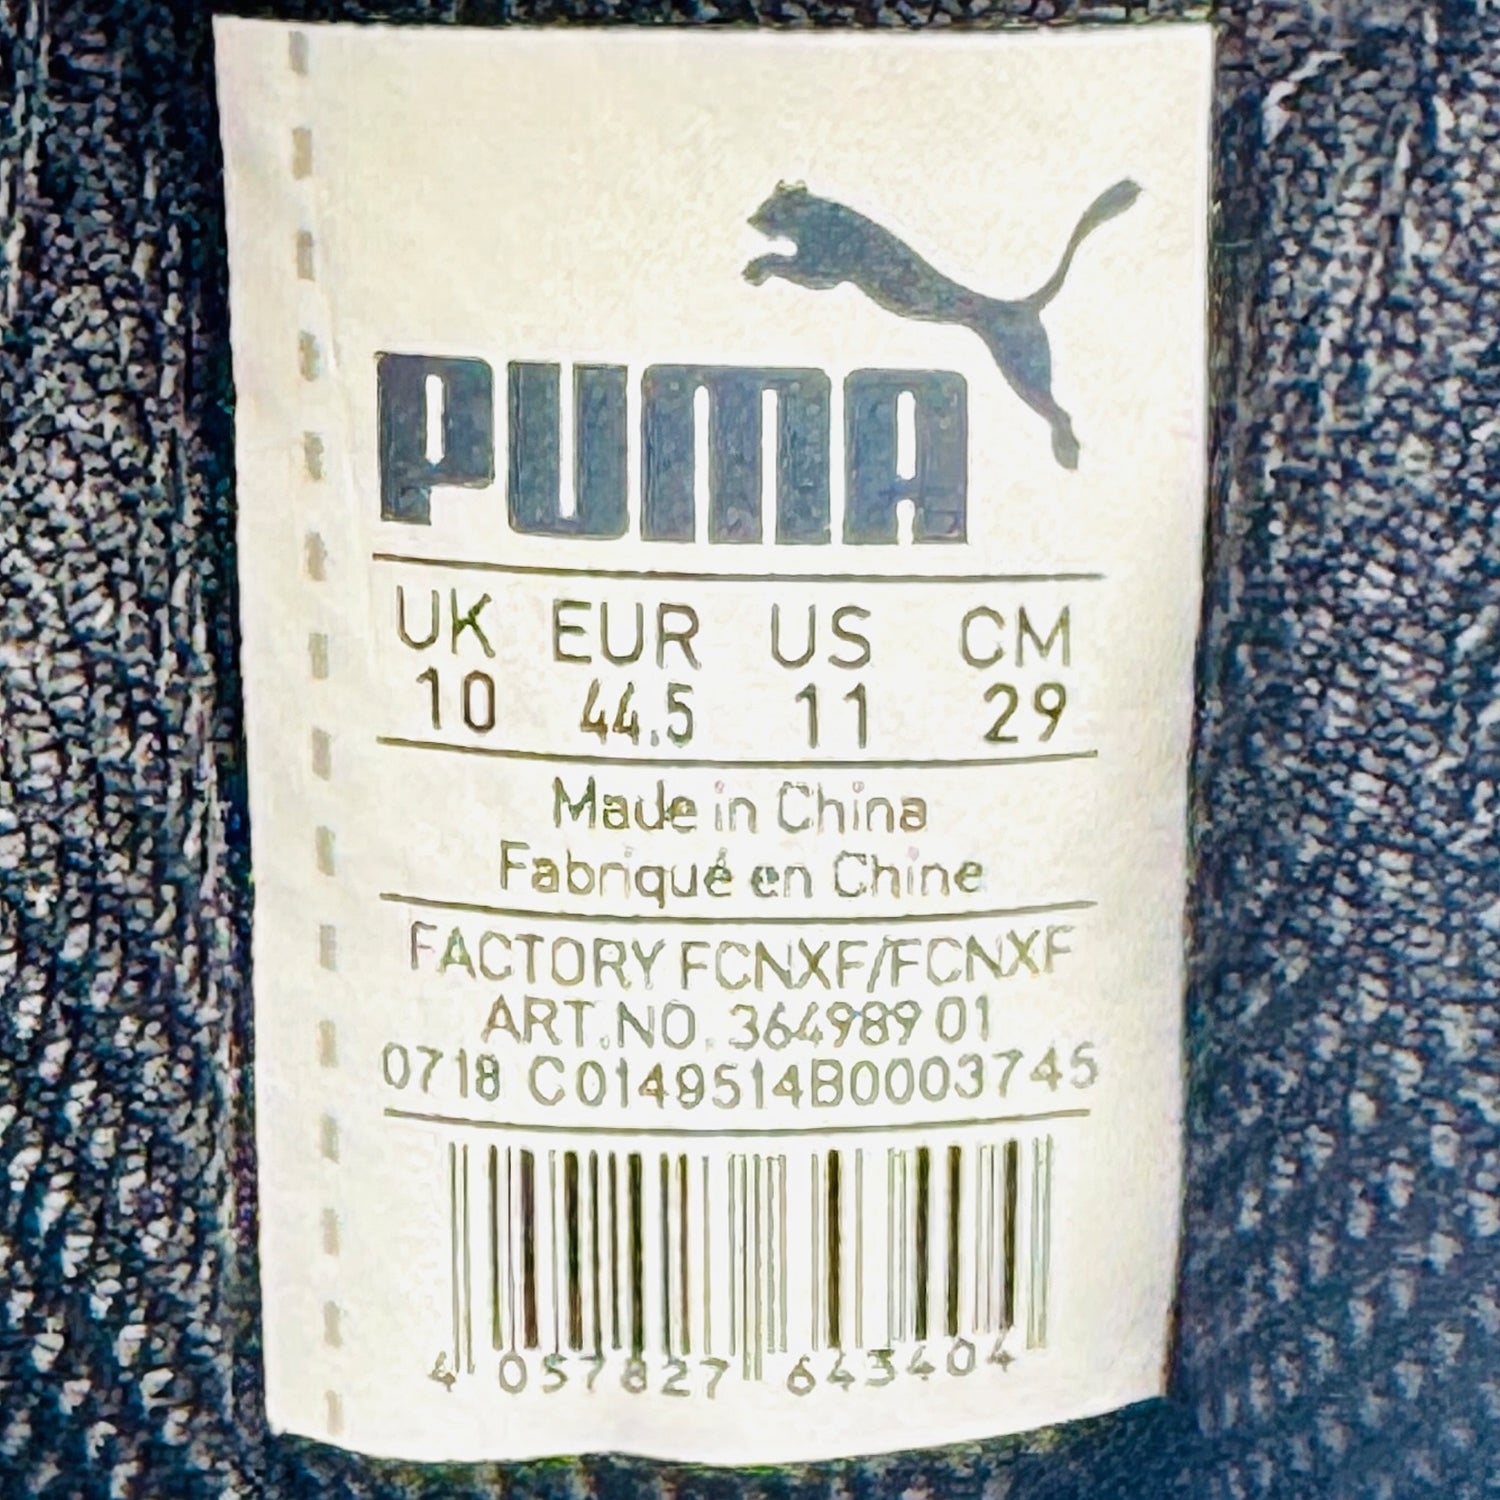 PUMA
UK EUR US CM
10 44.5 11 29
Made in China
Fabriqué en Chine
FACTORY FCNXF/FCNXF
ART.NO. 364989 01
0718 C0149514B0003745
4 057827 643404